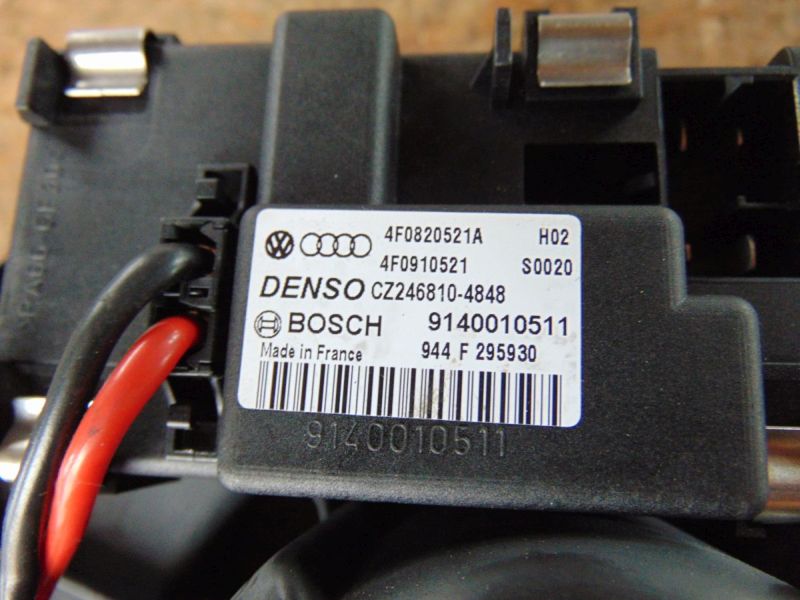 4F0820521A H02
4F0910521 S0020
DENSO CZ246810-4848
BOSCH 9140010511
Made in France 944 F 295930
9140010511